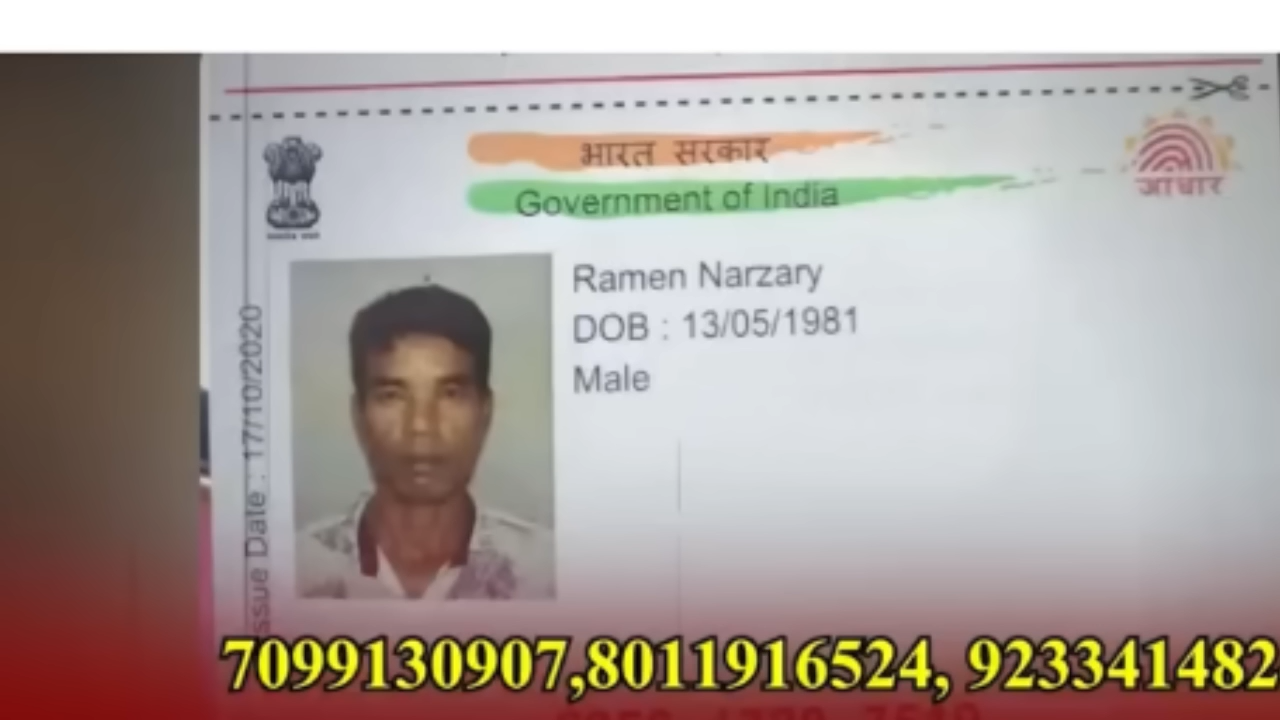 भारत सरकार
Government of India
आधार
Ramen Narzary
DOB : 13/05/1981
Male
Issue Date : 17/10/2020
7099130907,8011916524, 923341482